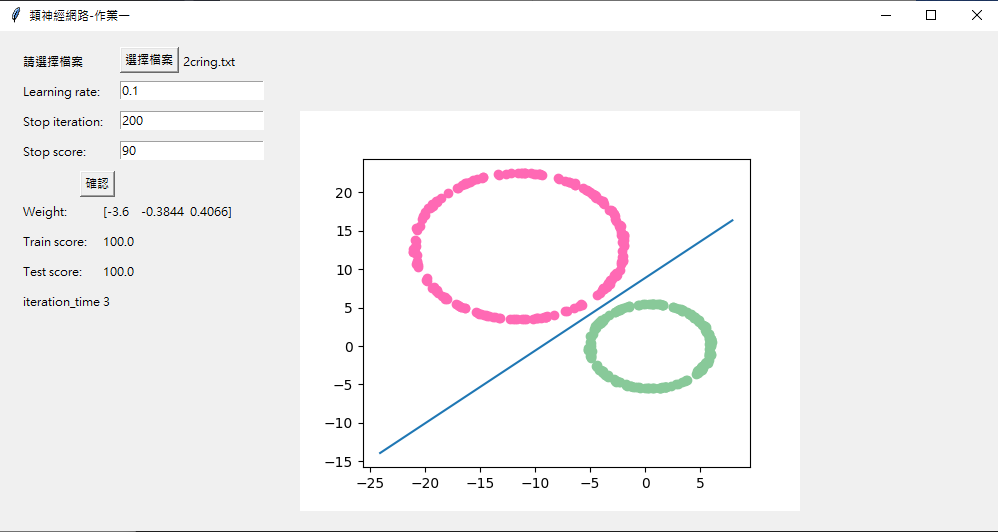 類神經網路-作業一
請選擇檔案 選擇檔案 2cring.txt
Learning rate: 0.1
Stop iteration: 200
Stop score: 90
確認
Weight: [-3.6 -0.3844 0.4066]
Train score: 100.0
Test score: 100.0
iteration_time 3
20
15
10
5
0
−5
−10
−15
−25 −20 −15 −10 −5 0 5